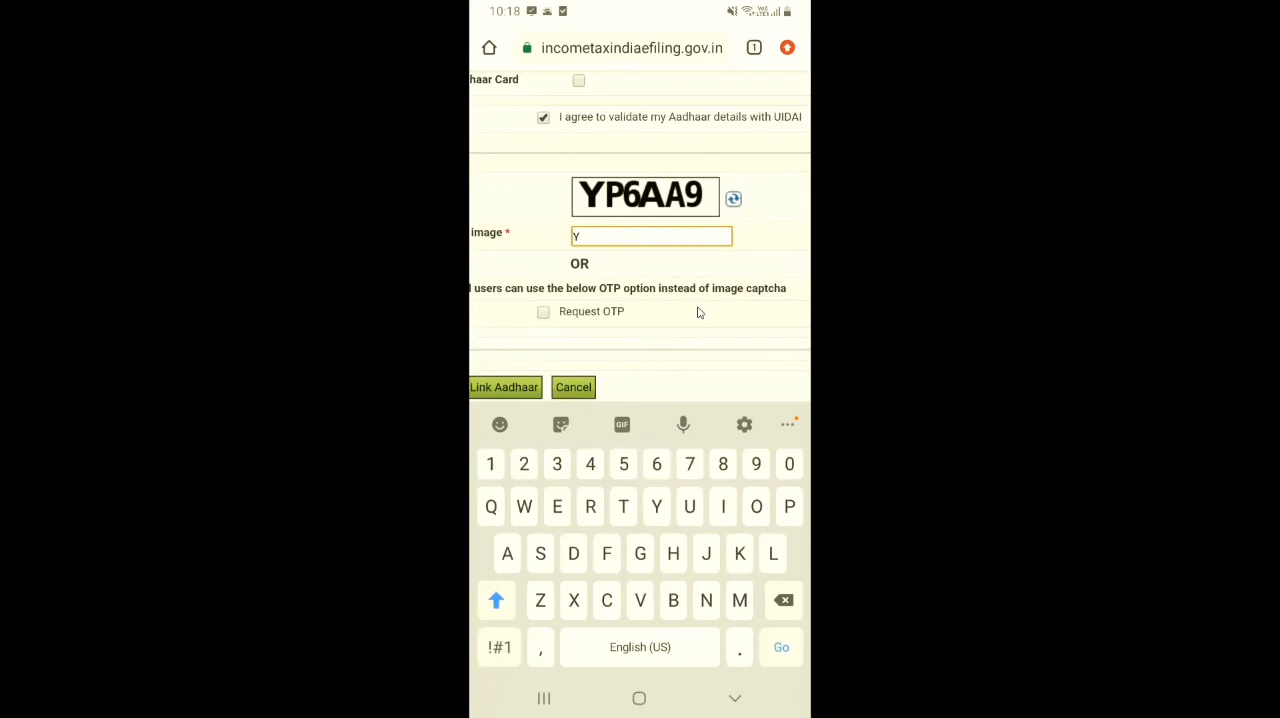 10:18
incometaxindiaefiling.gov.in
1
haar Card
I agree to validate my Aadhaar details with UIDAI
YP6AA9
image *
Y
OR
l users can use the below OTP option instead of image captcha
Request OTP
Link Aadhaar
Cancel
GIF
1 2 3 4 5 6 7 8 9 0
Q W E R T Y U I O P
A S D F G H J K L
Z X C V B N M
!#1 , English (US) . Go